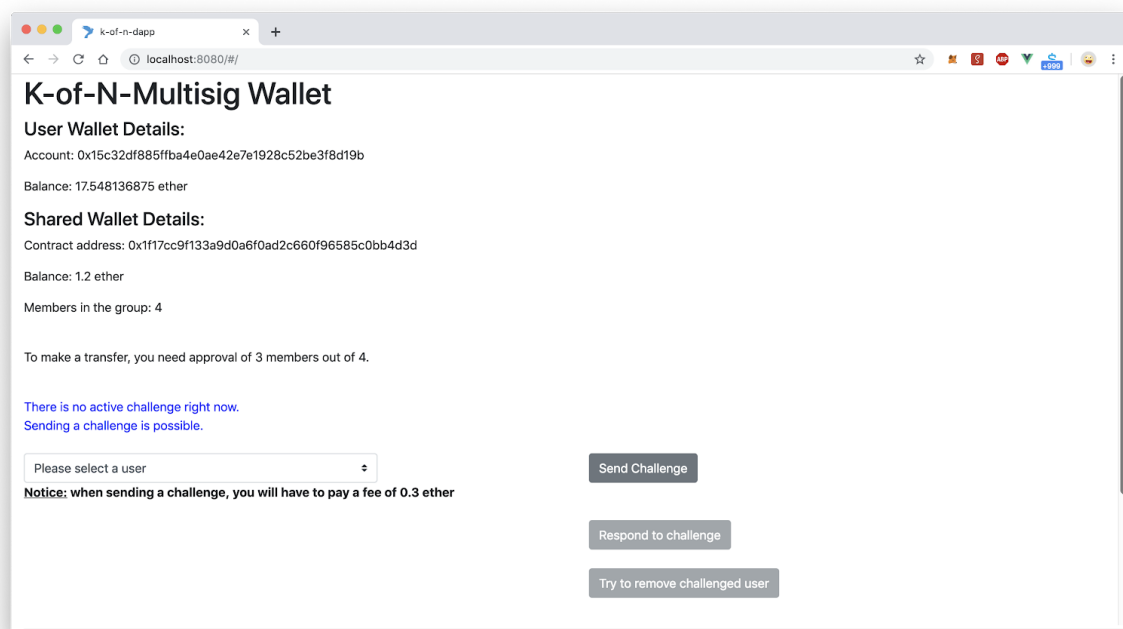 k-of-n-dapp
localhost:8080/#/
ABP
+999
K-of-N-Multisig Wallet
User Wallet Details:
Account: 0x15c32df885ffba4e0ae42e7e1928c52be3f8d19b
Balance: 17.548136875 ether
Shared Wallet Details:
Contract address: 0x1f17cc9f133a9d0a6f0ad2c660f96585c0bb4d3d
Balance: 1.2 ether
Members in the group: 4
To make a transfer, you need approval of 3 members out of 4.
There is no active challenge right now.
Sending a challenge is possible.
Please select a user
Send Challenge
Notice: when sending a challenge, you will have to pay a fee of 0.3 ether
Respond to challenge
Try to remove challenged user